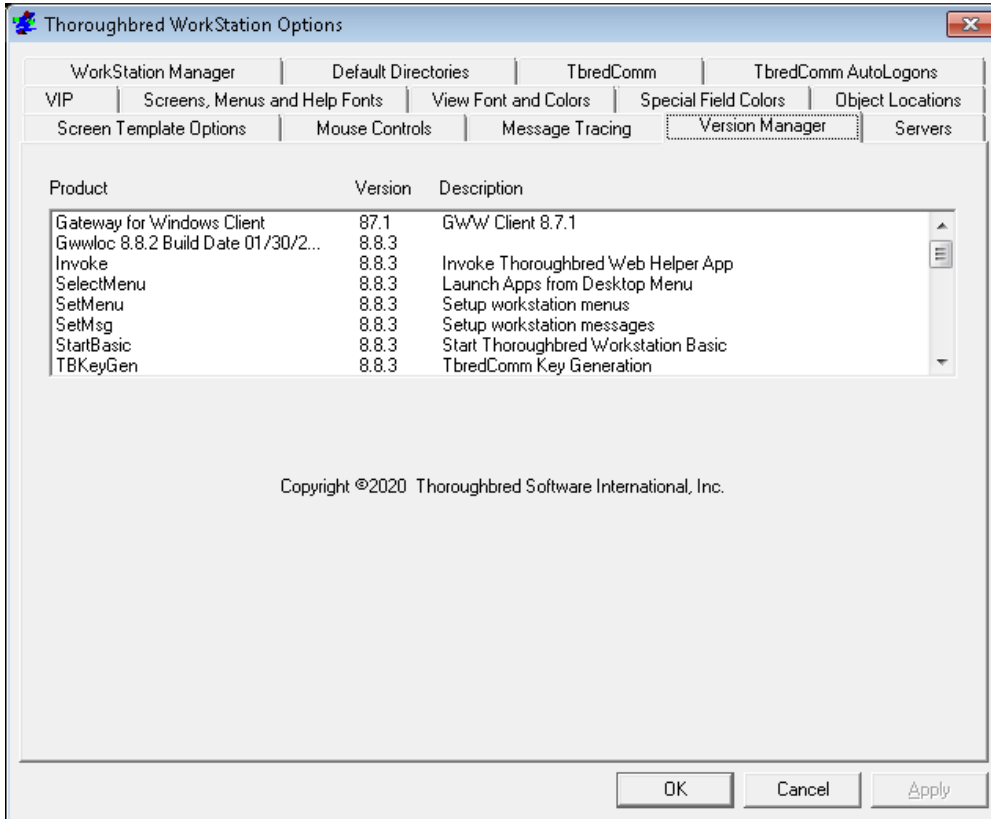 Thoroughbred WorkStation Options
WorkStation Manager Default Directories TbredComm TbredComm AutoLogons
VIP Screens, Menus and Help Fonts View Font and Colors Special Field Colors Object Locations
Screen Template Options Mouse Controls Message Tracing Version Manager Servers
Product Version Description
Gateway for Windows Client 87.1 GWW Client 8.7.1
Gwwloc 8.8.2 Build Date 01/30/2... 8.8.3
Invoke 8.8.3 Invoke Thoroughbred Web Helper App
SelectMenu 8.8.3 Launch Apps from Desktop Menu
SetMenu 8.8.3 Setup workstation menus
SetMsg 8.8.3 Setup workstation messages
StartBasic 8.8.3 Start Thoroughbred Workstation Basic
TBKeyGen 8.8.3 TbredComm Key Generation
Copyright ©2020 Thoroughbred Software International, Inc.
OK Cancel Apply